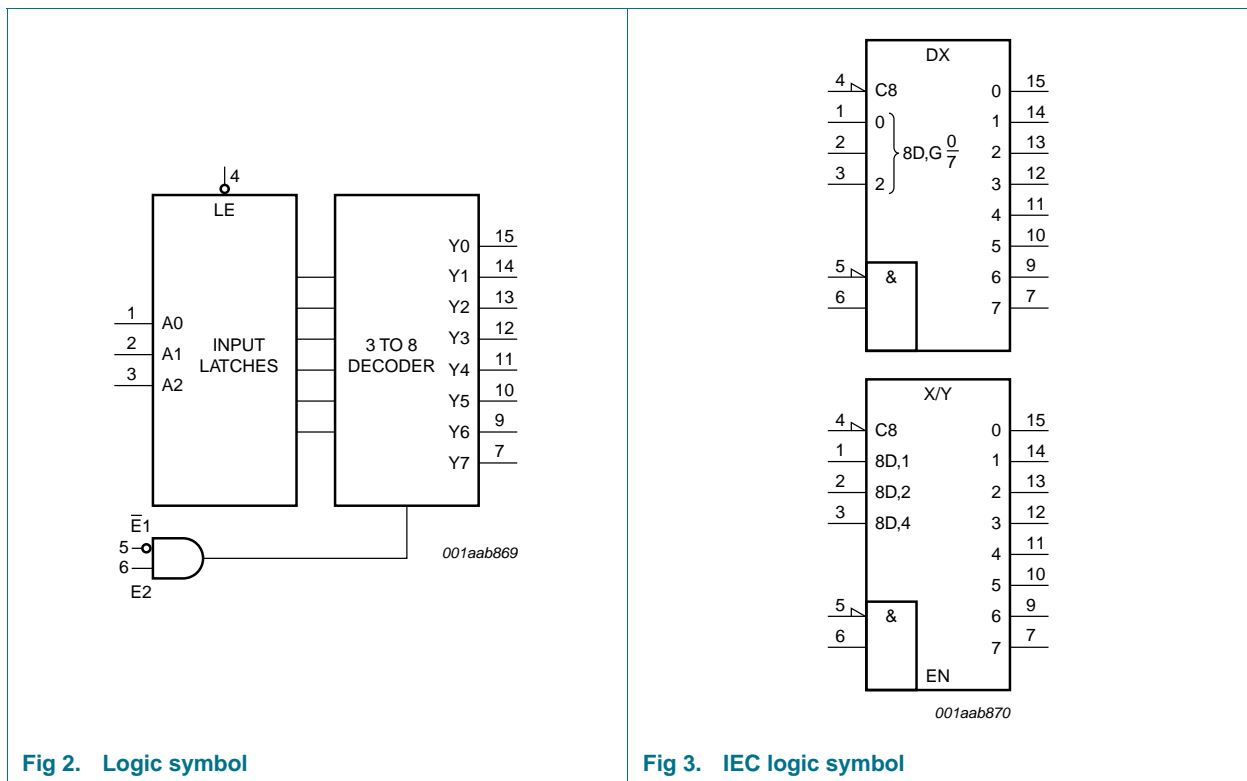 4
LE
Y0 15
Y1 14
Y2 13
1 A0
INPUT
LATCHES
3 TO 8
DECODER
Y3 12
2 A1
Y4 11
3 A2
Y5 10
Y6 9
Y7 7
E̅1
5
6
E2
001aab869
Fig 2. Logic symbol
DX
4 C8 0 15
1 0 1 14
2 8D,G 0/7 2 13
3 2 3 12
4 11
5 10
5 & 6 9
6 7 7
X/Y
4 C8 0 15
1 8D,1 1 14
2 8D,2 2 13
3 8D,4 3 12
4 11
5 10
5 & 6 9
6 7 7
EN
001aab870
Fig 3. IEC logic symbol